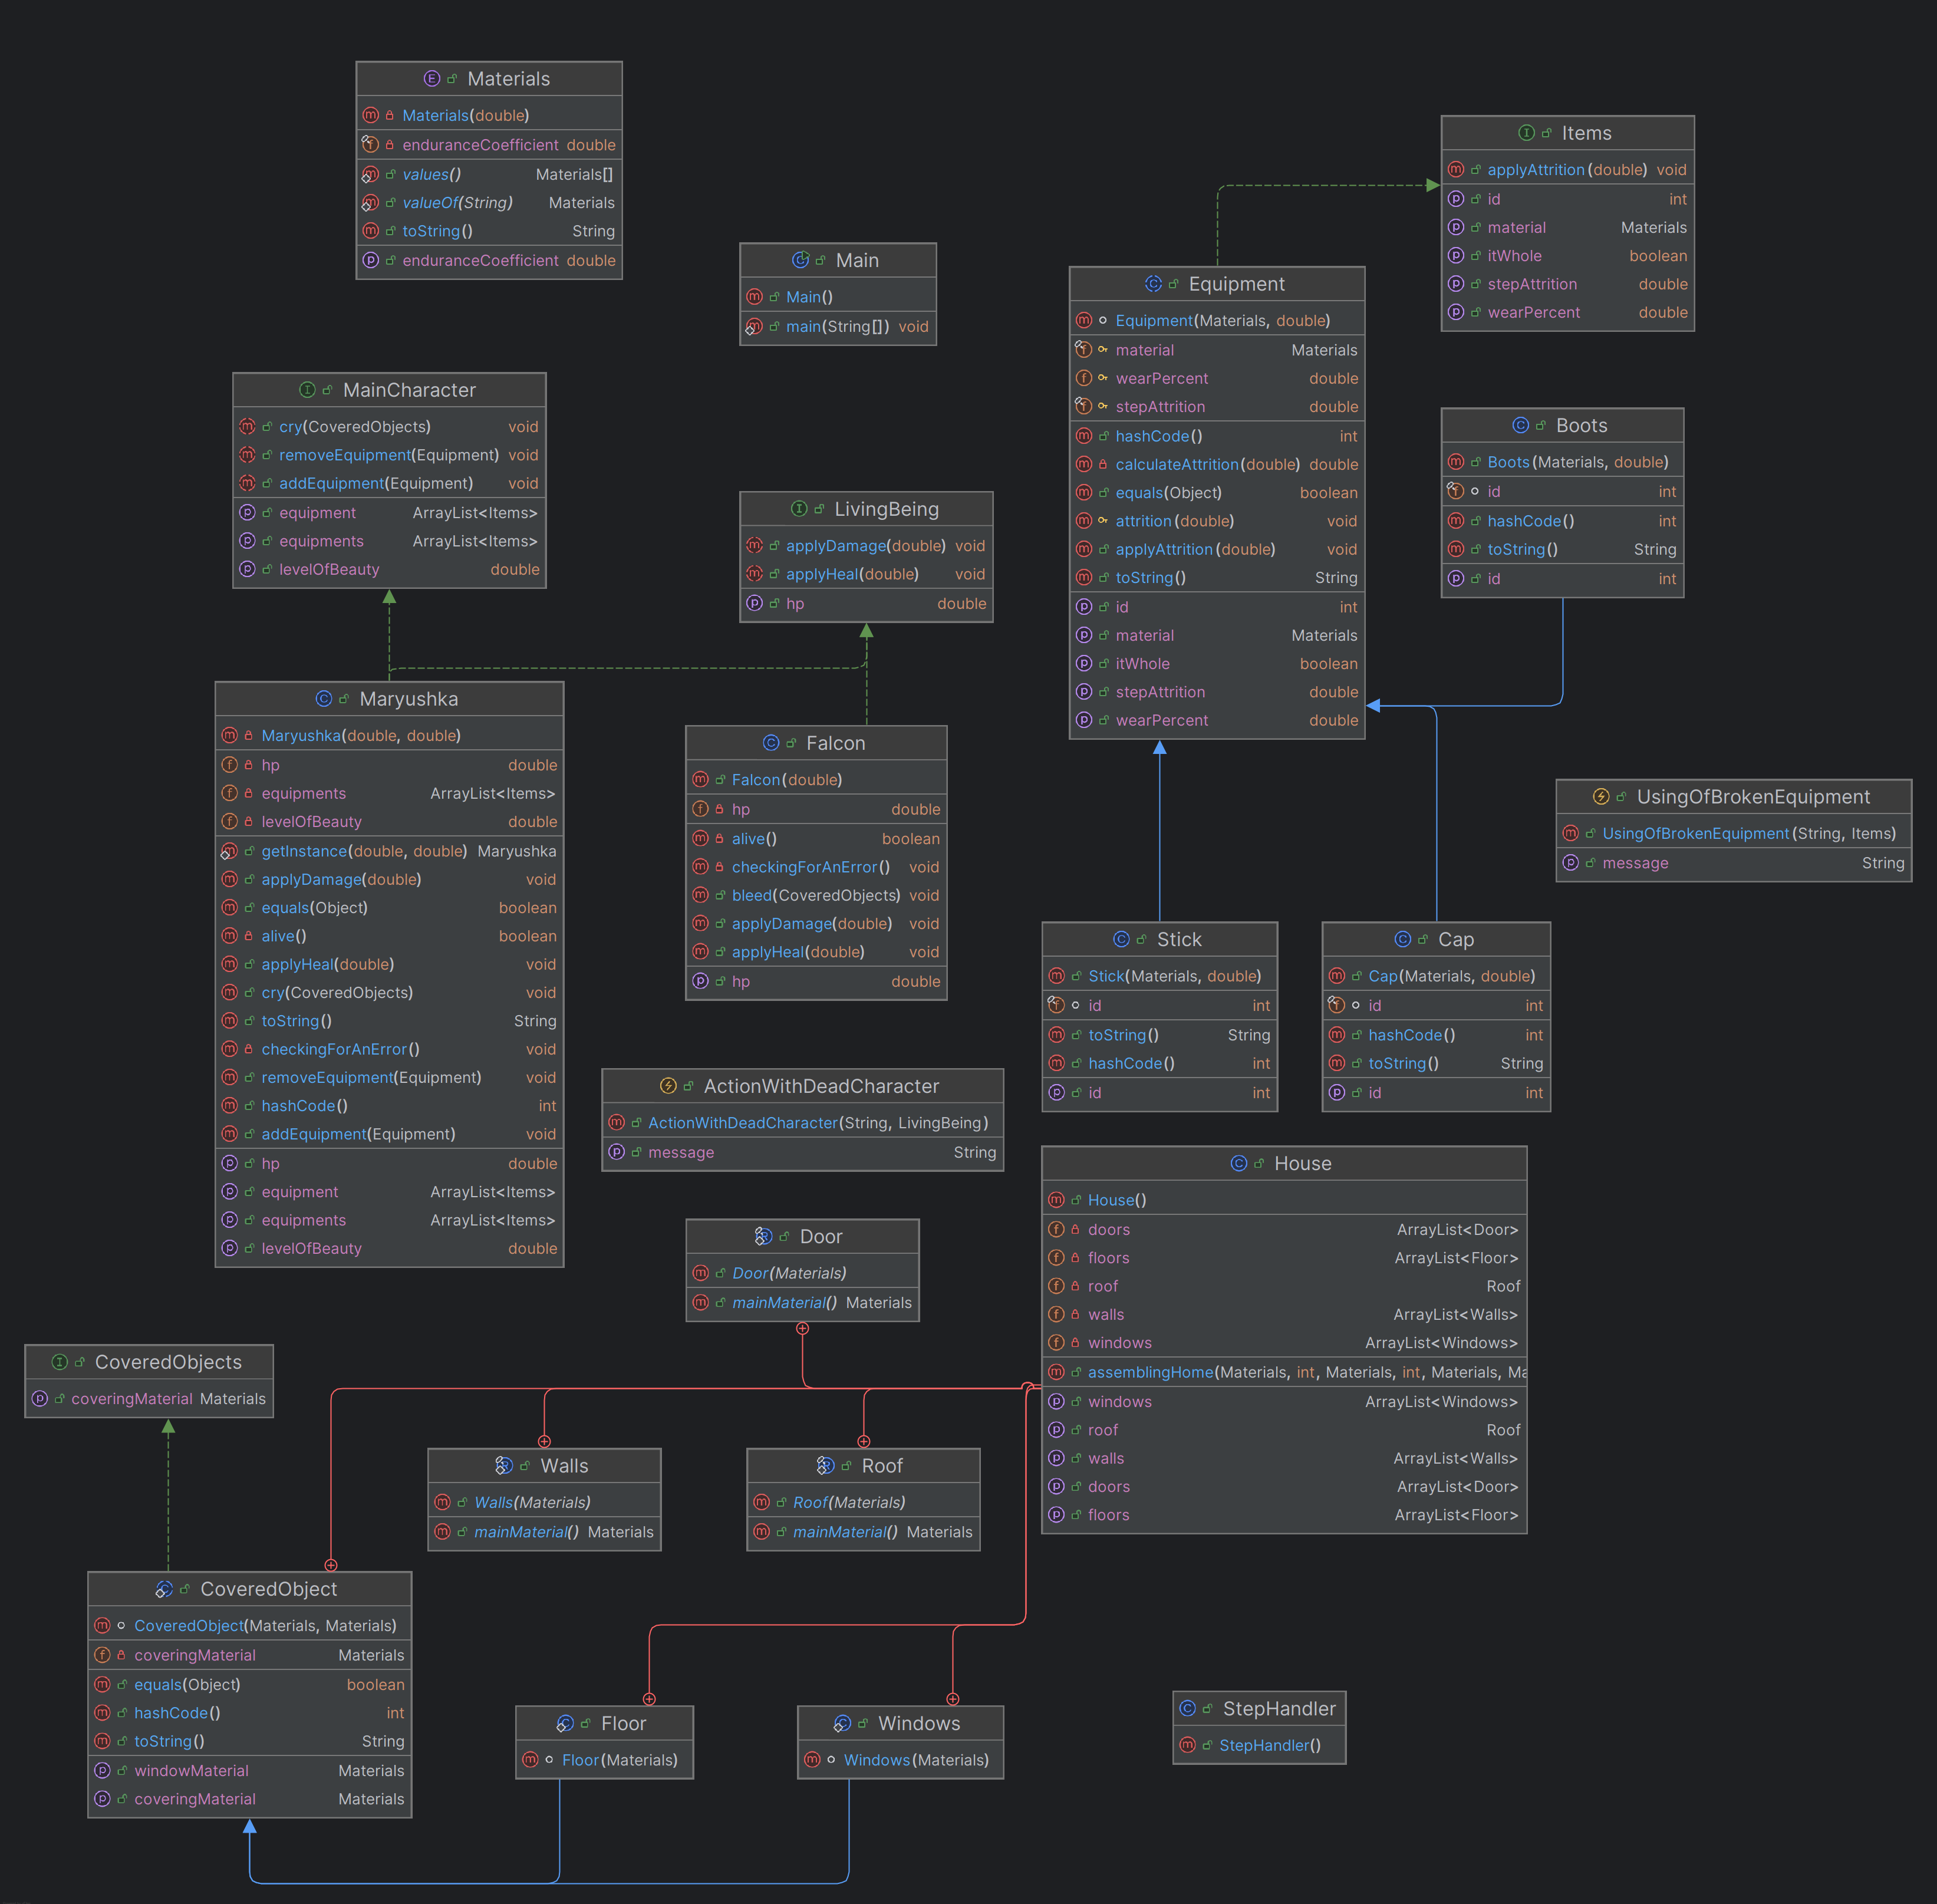 Materials
Materials(double)
enduranceCoefficient double
values() Materials[]
valueOf(String) Materials
toString() String
enduranceCoefficient double
Items
applyAttrition(double) void
id int
material Materials
itWhole boolean
stepAttrition double
wearPercent double
Main
Main()
main(String[]) void
Equipment
Equipment(Materials, double)
material Materials
wearPercent double
stepAttrition double
hashCode() int
calculateAttrition(double) double
equals(Object) boolean
attrition(double) void
applyAttrition(double) void
toString() String
id int
material Materials
itWhole boolean
stepAttrition double
wearPercent double
MainCharacter
cry(CoveredObjects) void
removeEquipment(Equipment) void
addEquipment(Equipment) void
equipment ArrayList<Items>
equipments ArrayList<Items>
levelOfBeauty double
Boots
Boots(Materials, double)
id int
hashCode() int
toString() String
id int
LivingBeing
applyDamage(double) void
applyHeal(double) void
hp double
Maryushka
Maryushka(double, double)
hp double
equipments ArrayList<Items>
levelOfBeauty double
getInstance(double, double) Maryushka
applyDamage(double) void
equals(Object) boolean
alive() boolean
applyHeal(double) void
cry(CoveredObjects) void
toString() String
checkingForAnError() void
removeEquipment(Equipment) void
hashCode() int
addEquipment(Equipment) void
hp double
equipment ArrayList<Items>
equipments ArrayList<Items>
levelOfBeauty double
Falcon
Falcon(double)
hp double
alive() boolean
checkingForAnError() void
bleed(CoveredObjects) void
applyDamage(double) void
applyHeal(double) void
hp double
UsingOfBrokenEquipment
UsingOfBrokenEquipment(String, Items)
message String
Stick
Stick(Materials, double)
id int
toString() String
hashCode() int
id int
Cap
Cap(Materials, double)
id int
hashCode() int
toString() String
id int
ActionWithDeadCharacter
ActionWithDeadCharacter(String, LivingBeing)
message String
House
House()
doors ArrayList<Door>
floors ArrayList<Floor>
roof Roof
walls ArrayList<Walls>
windows ArrayList<Windows>
assemblingHome(Materials, int, Materials, int, Materials, Ma
windows ArrayList<Windows>
roof Roof
walls ArrayList<Walls>
doors ArrayList<Door>
floors ArrayList<Floor>
Door
Door(Materials)
mainMaterial() Materials
CoveredObjects
coveringMaterial Materials
Walls
Walls(Materials)
mainMaterial() Materials
Roof
Roof(Materials)
mainMaterial() Materials
CoveredObject
CoveredObject(Materials, Materials)
coveringMaterial Materials
equals(Object) boolean
hashCode() int
toString() String
windowMaterial Materials
coveringMaterial Materials
Floor
Floor(Materials)
Windows
Windows(Materials)
StepHandler
StepHandler()